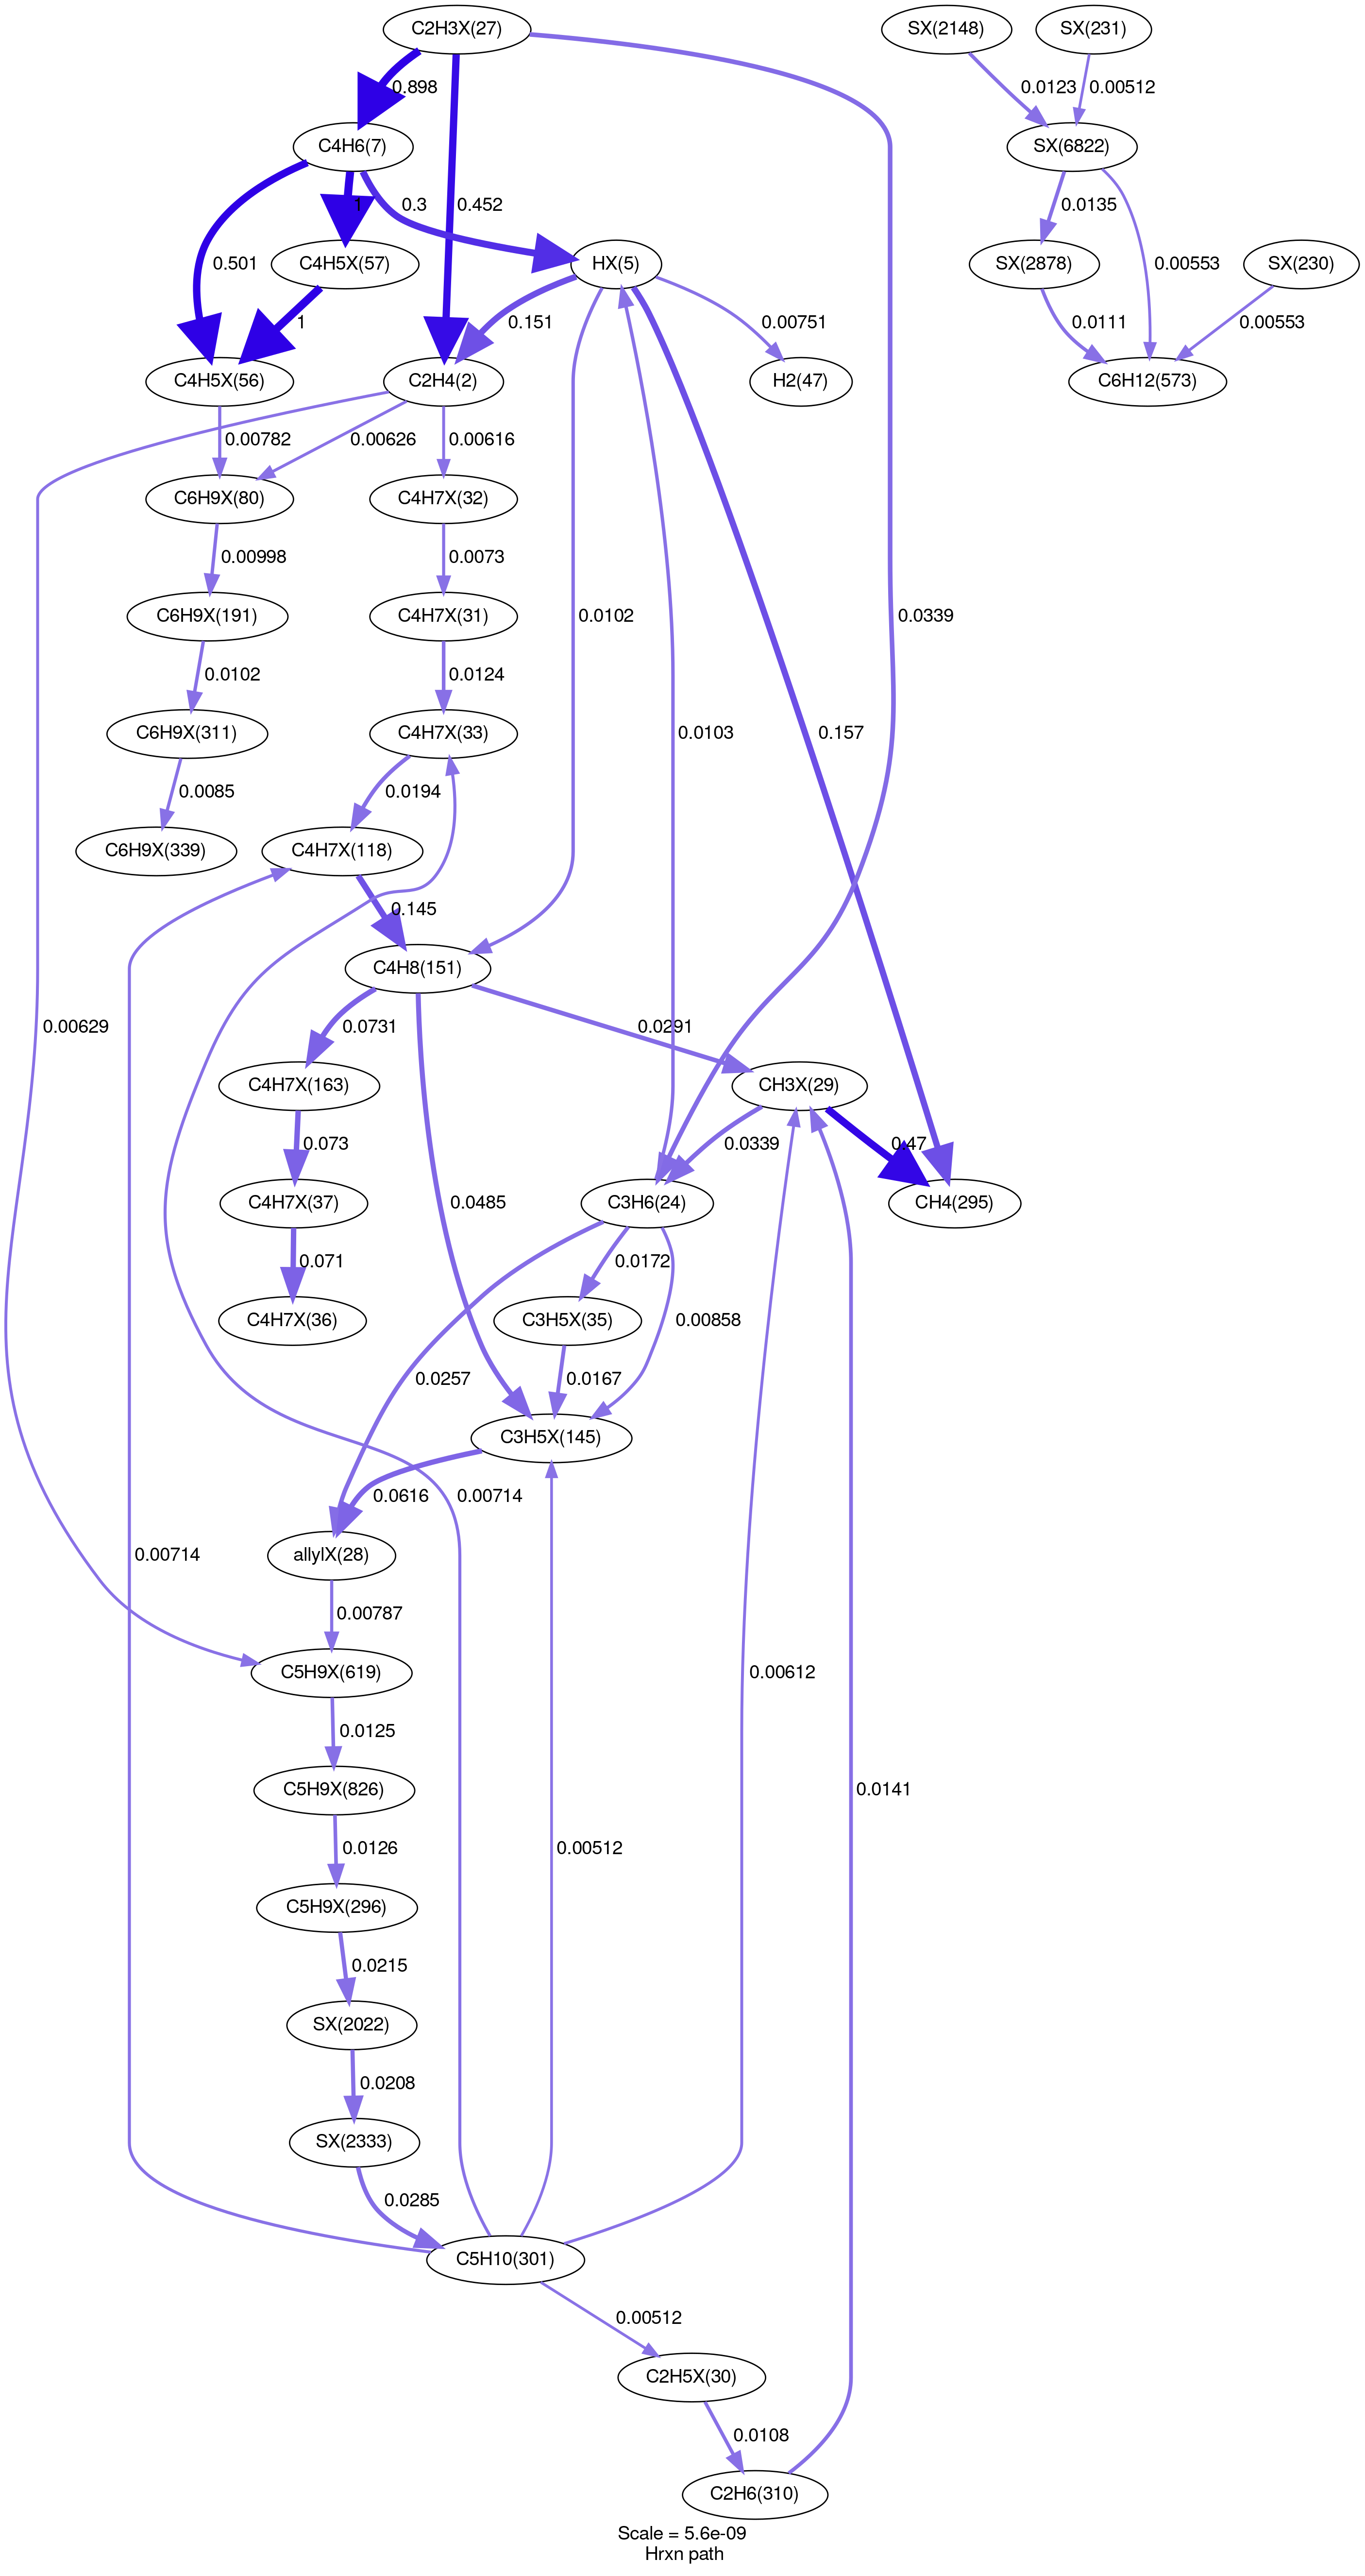 C2H3X(27)
SX(2148)
SX(231)
0.898
0.0123
0.00512
C4H6(7)
SX(6822)
1
0.3
0.452
0.0135
0.501
C4H5X(57)
HX(5)
SX(2878)
0.00553
SX(230)
1
0.151
0.00751
0.0111
0.00553
C4H5X(56)
C2H4(2)
H2(47)
C6H12(573)
0.00782
0.00626
0.00616
C6H9X(80)
C4H7X(32)
0.00998
0.0073
C6H9X(191)
C4H7X(31)
0.0102
0.0339
0.0102
0.0124
C6H9X(311)
C4H7X(33)
0.0103
0.157
0.0085
0.0194
C6H9X(339)
C4H7X(118)
0.145
C4H8(151)
0.00629
0.0731
0.0291
C4H7X(163)
CH3X(29)
0.073
0.0339
0.47
C4H7X(37)
0.0485
C3H6(24)
CH4(295)
0.071
0.0172
C4H7X(36)
C3H5X(35)
0.00858
0.0257
0.0167
C3H5X(145)
0.0616
0.00714
0.00714
allylX(28)
0.00787
C5H9X(619)
0.00612
0.0125
C5H9X(826)
0.0141
0.0126
0.00512
C5H9X(296)
0.0215
SX(2022)
0.0208
SX(2333)
0.0285
C5H10(301)
0.00512
C2H5X(30)
0.0108
C2H6(310)
Scale = 5.6e-09
Hrxn path